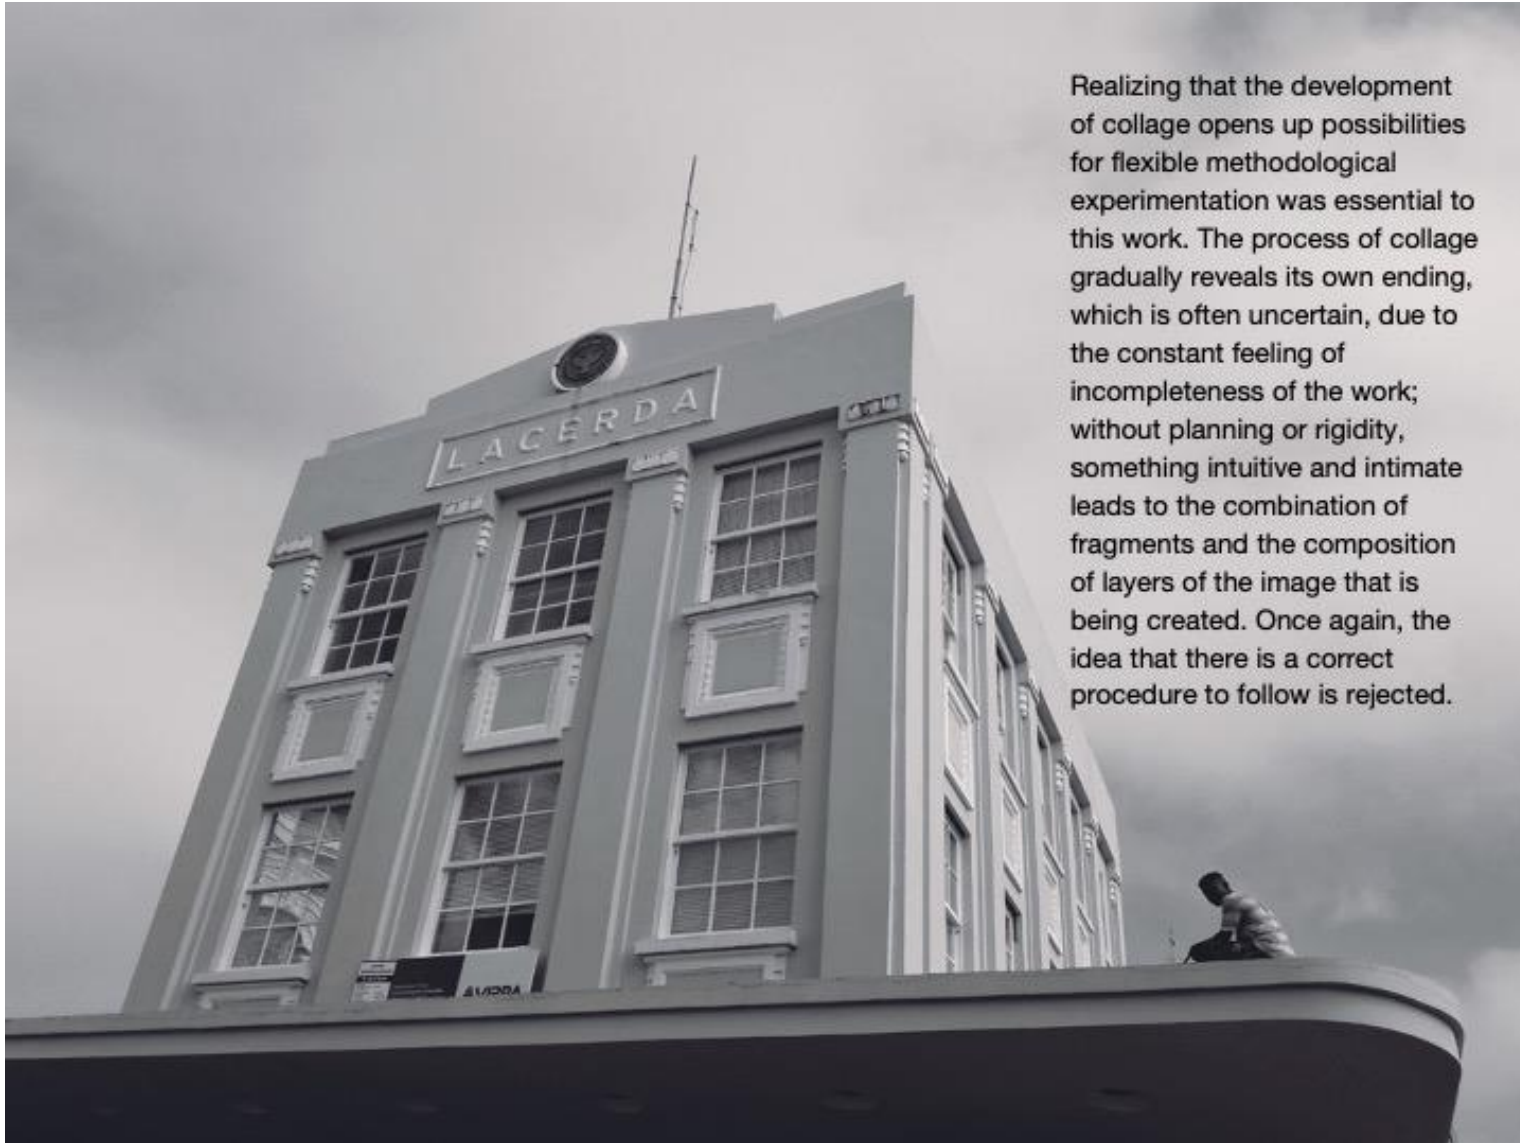 Realizing that the development
of collage opens up possibilities
for flexible methodological
experimentation was essential to
this work. The process of collage
gradually reveals its own ending,
which is often uncertain, due to
the constant feeling of
incompleteness of the work;
without planning or rigidity,
something intuitive and intimate
leads to the combination of
fragments and the composition
of layers of the image that is
being created. Once again, the
idea that there is a correct
procedure to follow is rejected.
LACERDA